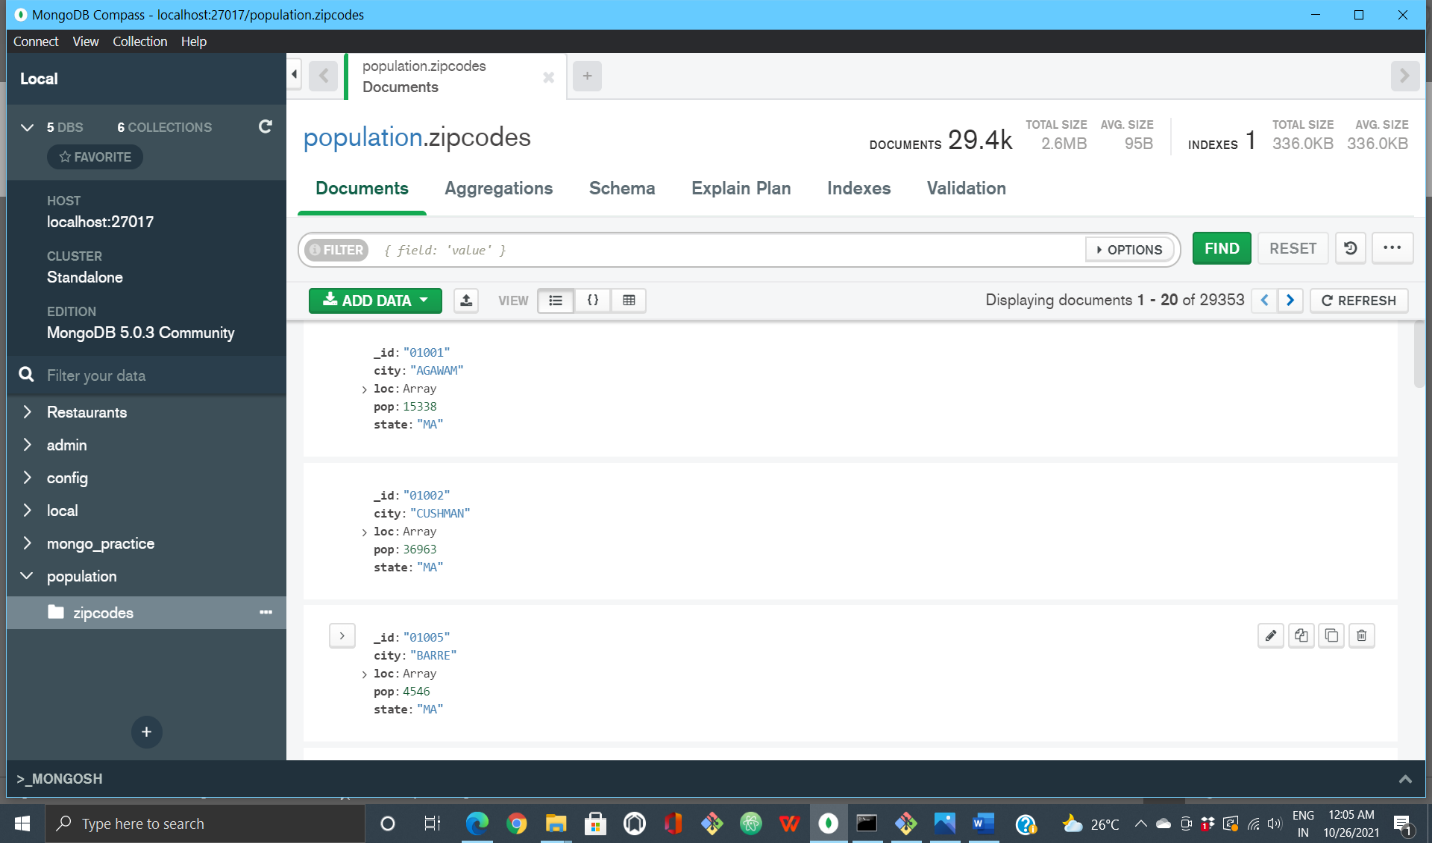 MongoDB Compass - localhost:27017/population.zipcodes
Connect View Collection Help
Local
5 DBS 6 COLLECTIONS
FAVORITE
HOST
localhost:27017
CLUSTER
Standalone
EDITION
MongoDB 5.0.3 Community
Filter your data
Restaurants
admin
config
local
mongo_practice
population
zipcodes
population.zipcodes
Documents
population.zipcodes
DOCUMENTS 29.4k
TOTAL SIZE 2.6MB
AVG. SIZE 95B
INDEXES 1
TOTAL SIZE 336.0KB
AVG. SIZE 336.0KB
Documents Aggregations Schema Explain Plan Indexes Validation
FILTER { field: 'value' } OPTIONS FIND RESET
ADD DATA VIEW {} Displaying documents 1 - 20 of 29353 REFRESH
_id: "01001"
city: "AGAWAM"
loc: Array
pop: 15338
state: "MA"
_id: "01002"
city: "CUSHMAN"
loc: Array
pop: 36963
state: "MA"
_id: "01005"
city: "BARRE"
loc: Array
pop: 4546
state: "MA"
>_MONGOSH
Type here to search
26°C
ENG
IN
12:05 AM
10/26/2021
1